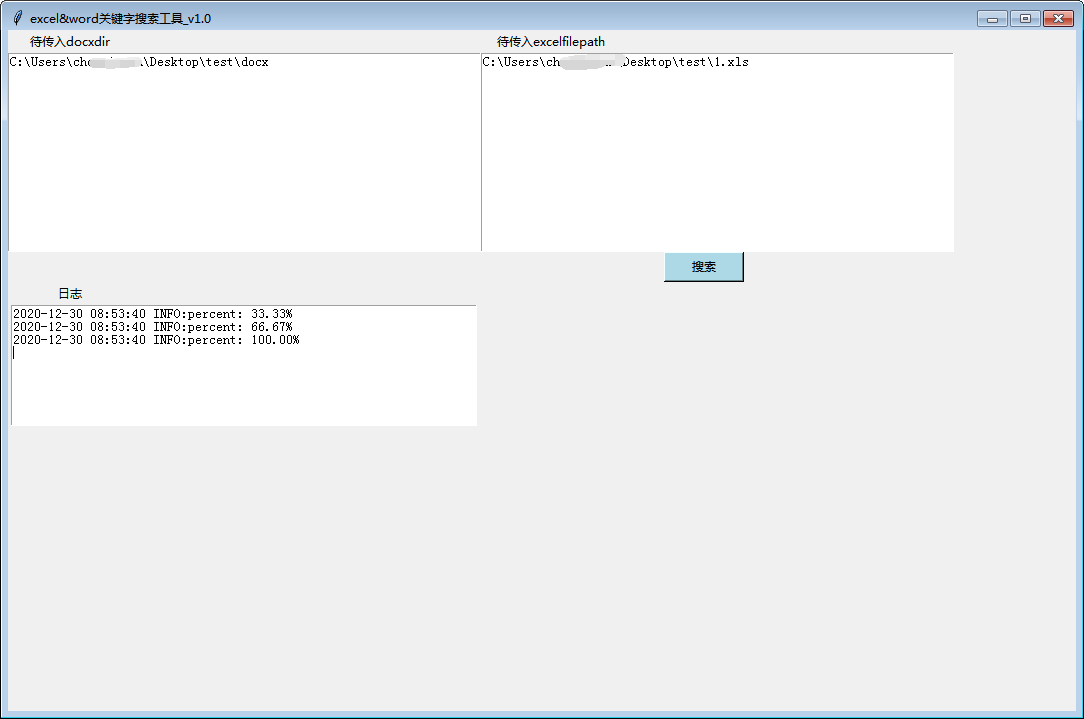 excel&word关键字搜索工具_v1.0
待传入docxdir
待传入excelfilepath
C:\Users\ch \Desktop\test\docx
C:\Users\ch Desktop\test\1.xls
搜索
日志
2020-12-30 08:53:40 INFO:percent: 33.33%
2020-12-30 08:53:40 INFO:percent: 66.67%
2020-12-30 08:53:40 INFO:percent: 100.00%